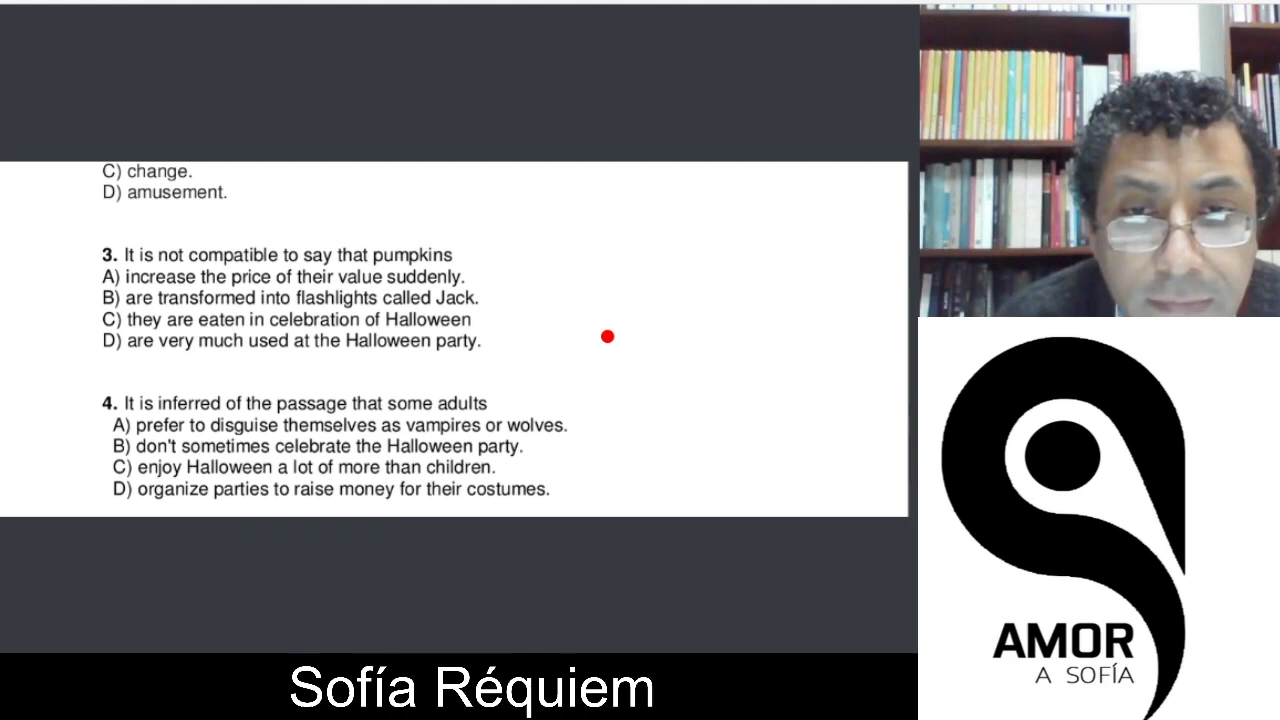 C) change.
D) amusement.
3. It is not compatible to say that pumpkins
A) increase the price of their value suddenly.
B) are transformed into flashlights called Jack.
C) they are eaten in celebration of Halloween
D) are very much used at the Halloween party.
4. It is inferred of the passage that some adults
A) prefer to disguise themselves as vampires or wolves.
B) don't sometimes celebrate the Halloween party.
C) enjoy Halloween a lot of more than children.
D) organize parties to raise money for their costumes.
AMOR
A SOFÍA
Sofía Réquiem